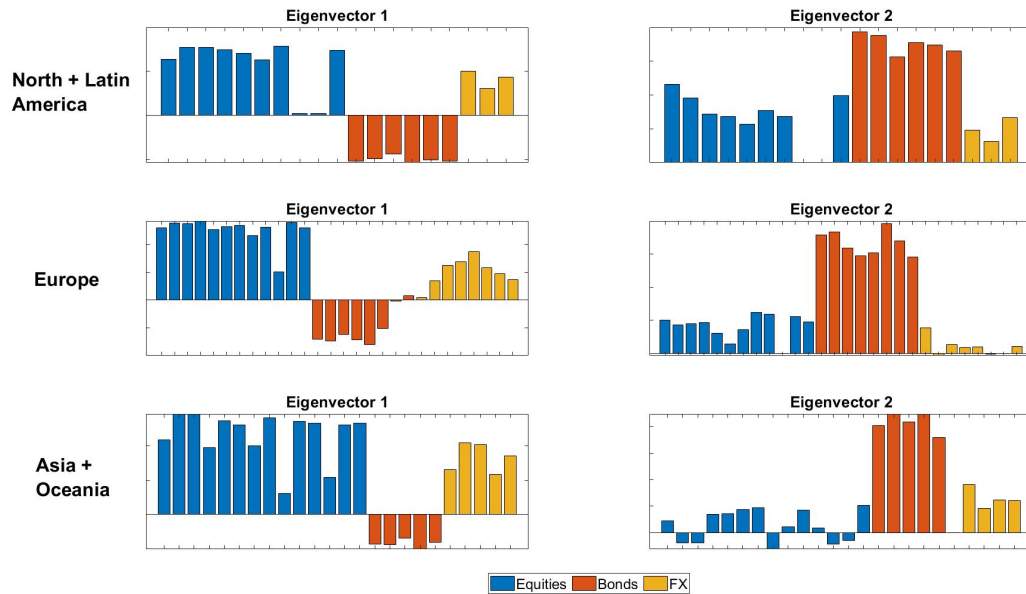 Eigenvector 1
Eigenvector 2
North + Latin
America
Eigenvector 1
Eigenvector 2
Europe
Eigenvector 1
Eigenvector 2
Asia +
Oceania
Equities Bonds FX